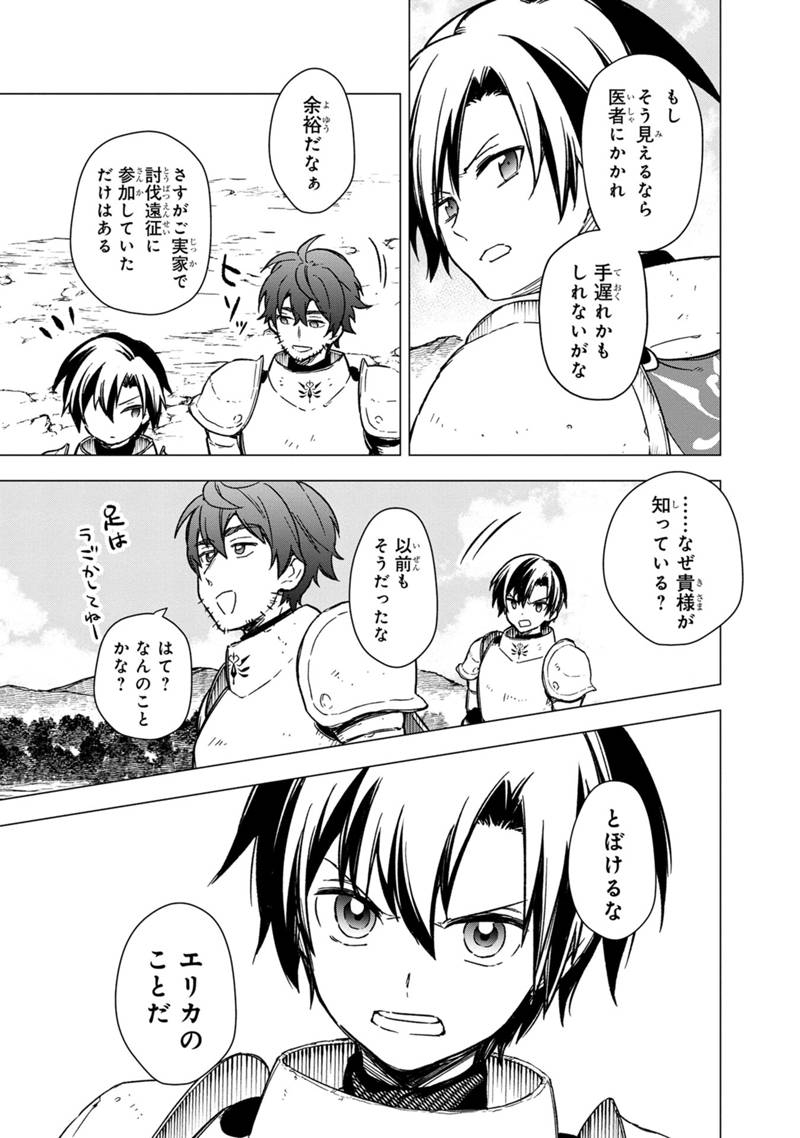 もし
そう見えるなら
医者にかかれ
手遅れかも
しれないがな
余裕だなぁ
さすがご実家で
討伐遠征に
参加していた
だけはある
ヒソッ
……なぜ貴様が
知っている？
以前も
そうだったな
はて？
なんのこと
かな？
足は
うごかしてねー
とぼけるな
エリカの
ことだ